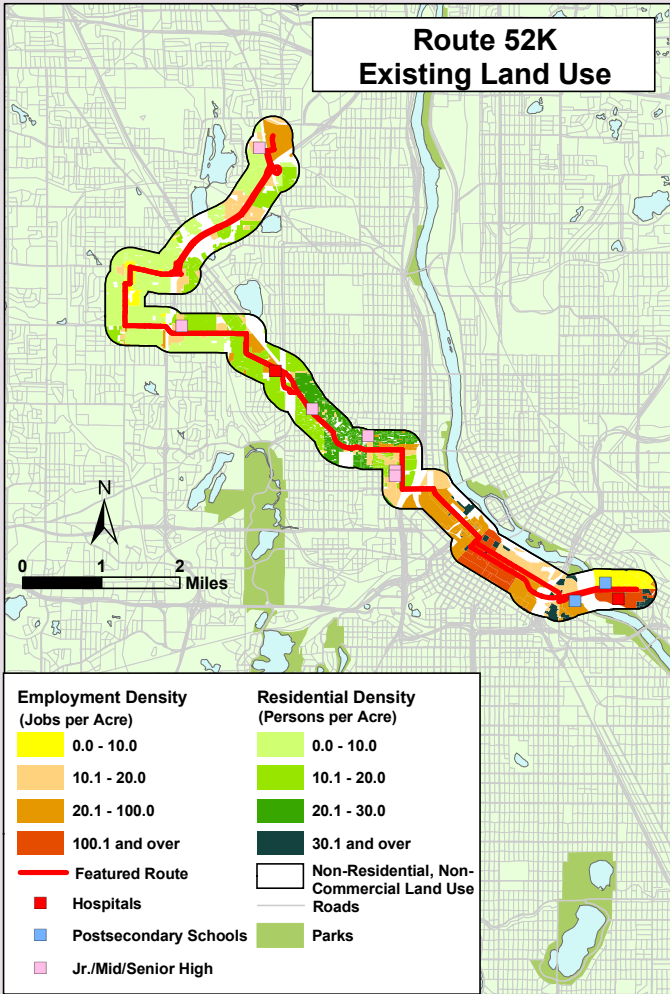 Route 52K
Existing Land Use
N
0 1 2
Miles
Employment Density
(Jobs per Acre)
0.0 - 10.0
10.1 - 20.0
20.1 - 100.0
100.1 and over
Featured Route
Hospitals
Postsecondary Schools
Jr./Mid/Senior High
Residential Density
(Persons per Acre)
0.0 - 10.0
10.1 - 20.0
20.1 - 30.0
30.1 and over
Non-Residential, Non-
Commercial Land Use
Roads
Parks